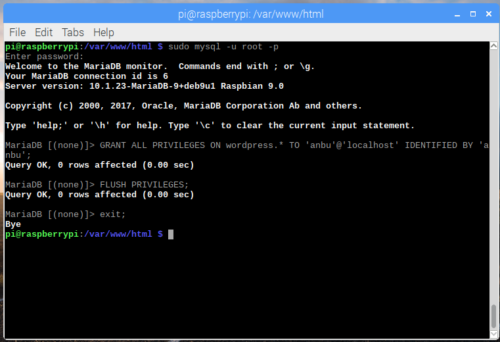 pi@raspberrypi: /var/www/html
File Edit Tabs Help
pi@raspberrypi:/var/www/html $ sudo mysql -u root -p
Enter password:
Welcome to the MariaDB monitor.  Commands end with ; or \g.
Your MariaDB connection id is 6
Server version: 10.1.23-MariaDB-9+deb9u1 Raspbian 9.0
Copyright (c) 2000, 2017, Oracle, MariaDB Corporation Ab and others.
Type 'help;' or '\h' for help. Type '\c' to clear the current input statement.
MariaDB [(none)]> GRANT ALL PRIVILEGES ON wordpress.* TO 'anbu'@'localhost' IDENTIFIED BY 'a
nbu';
Query OK, 0 rows affected (0.00 sec)
MariaDB [(none)]> FLUSH PRIVILEGES;
Query OK, 0 rows affected (0.00 sec)
MariaDB [(none)]> exit;
Bye
pi@raspberrypi:/var/www/html $